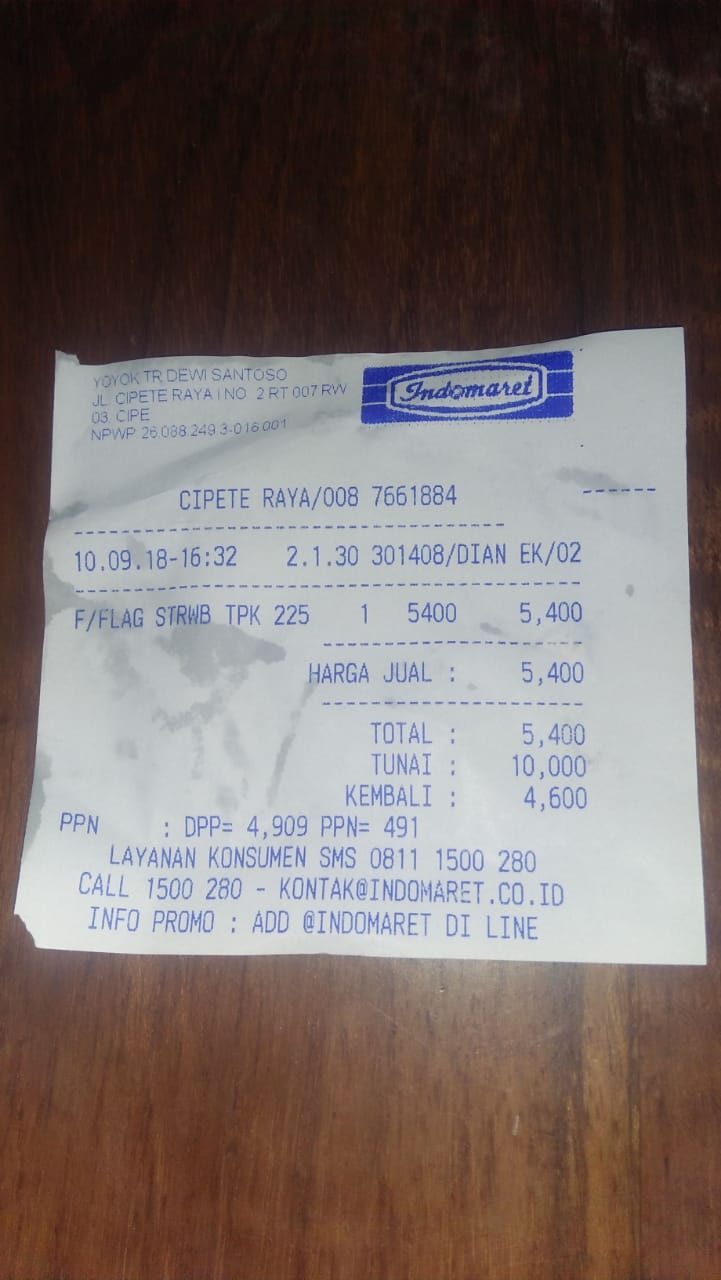 YOYOK TR DEWI SANTOSO
JL. CIPETE RAYA I NO 2 RT 007 RW
03, CIPE
NPWP 26.088.249.3-016.001
Indomaret
CIPETE RAYA/008 7661884
10.09.18-16:32 2.1.30 301408/DIAN EK/02
F/FLAG STRWB TPK 225 1 5400 5,400
HARGA JUAL : 5,400
TOTAL : 5,400
TUNAI : 10,000
KEMBALI : 4,600
PPN : DPP= 4,909 PPN= 491
LAYANAN KONSUMEN SMS 0811 1500 280
CALL 1500 280 - KONTAK@INDOMARET.CO.ID
INFO PROMO : ADD @INDOMARET DI LINE